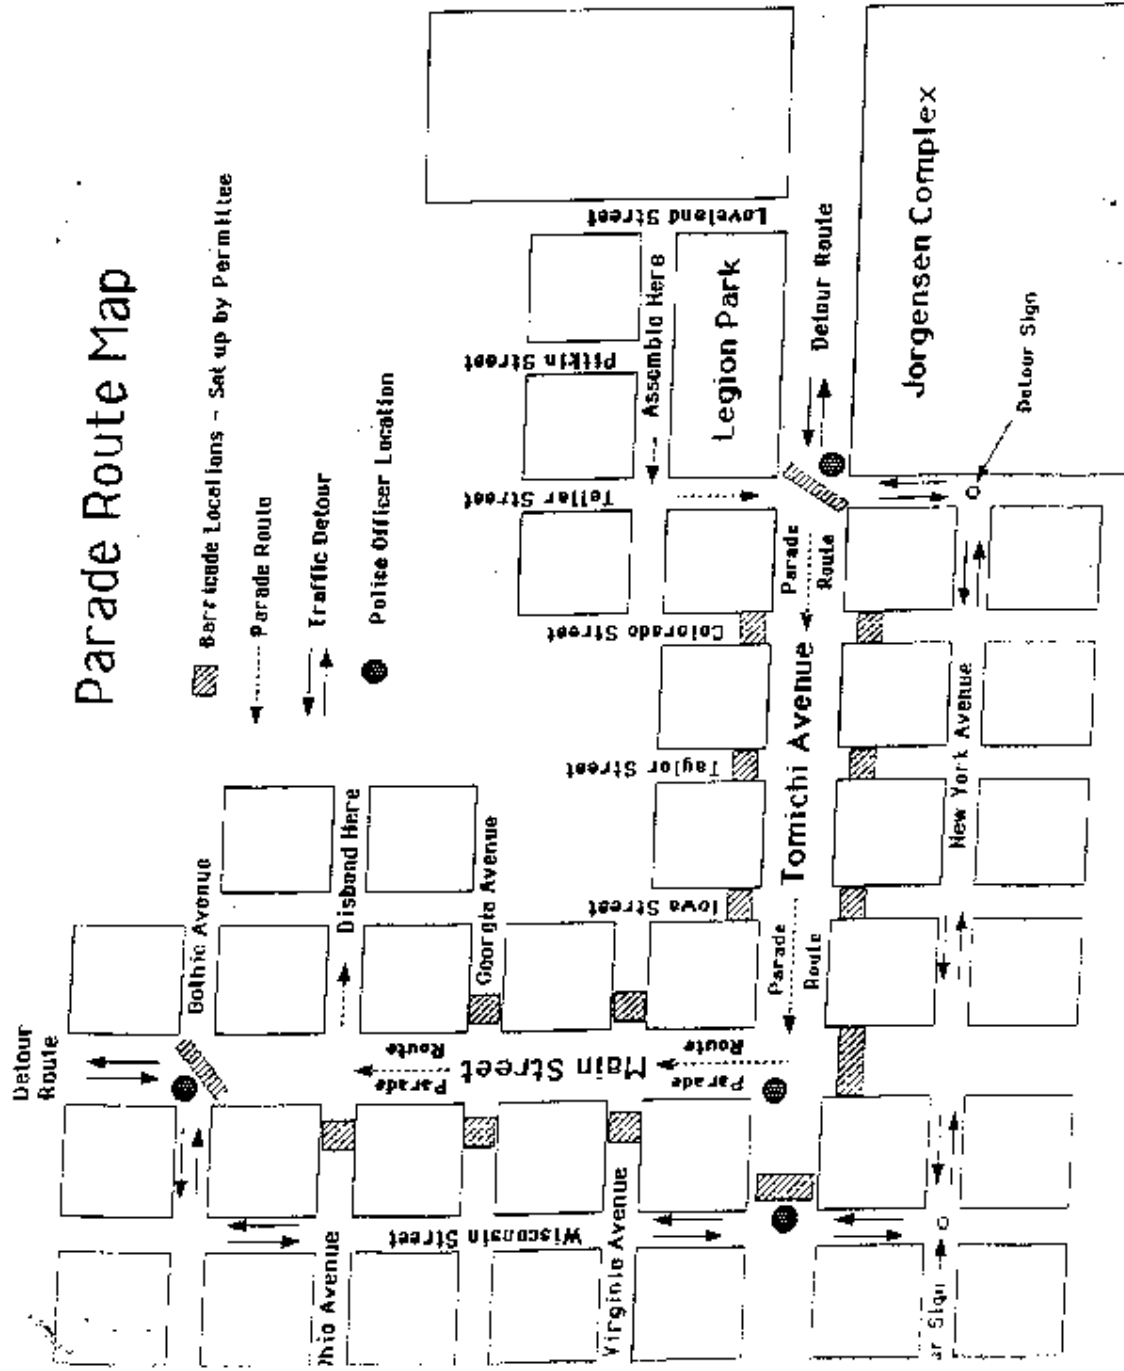 Parade Route Map
Barricade Locations - Set up by Permittee
Parade Route
Traffic Detour
Police Officer Location
Detour
Route
Gothic Avenue
Disband Here
Georgia Avenue
Iowa Street
Taylor Street
Colorado Street
Teller Street
Pitkin Street
Loveland Street
Assemble Here
Legion Park
Detour Route
Jorgensen Complex
Detour Sign
Parade
Route
Tomichi Avenue
Parade
Route
New York Avenue
Main Street
Parade
Route
Parade
Route
Wisconsin Street
Ohio Avenue
Virginia Avenue
ur Sign